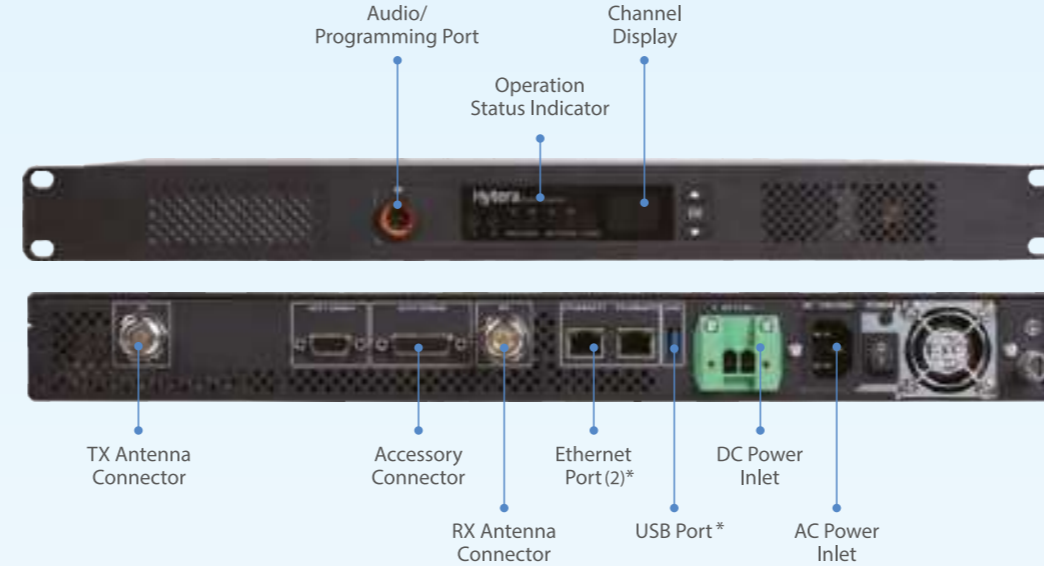 Audio/
Programming Port
Channel
Display
Operation
Status Indicator
Hytera
TX Antenna
Connector
Accessory
Connector
Ethernet
Port (2)*
DC Power
Inlet
RX Antenna
Connector
USB Port *
AC Power
Inlet